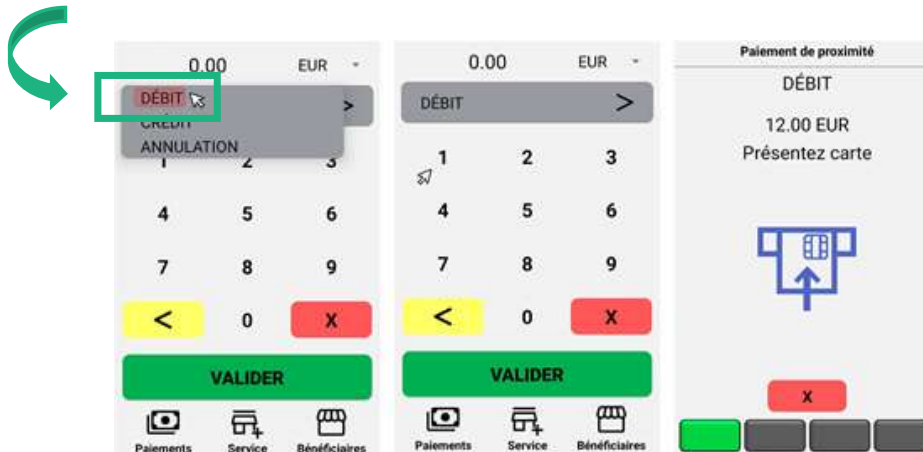 0.00 EUR
DÉBIT >
CRÉDIT
ANNULATION
1 2 3
4 5 6
7 8 9
< 0 X
VALIDER
Paiements Service Bénéficiaires
0.00 EUR
DÉBIT >
1 2 3
4 5 6
7 8 9
< 0 X
VALIDER
Paiements Service Bénéficiaires
Paiement de proximité
DÉBIT
12.00 EUR
Présentez carte
X